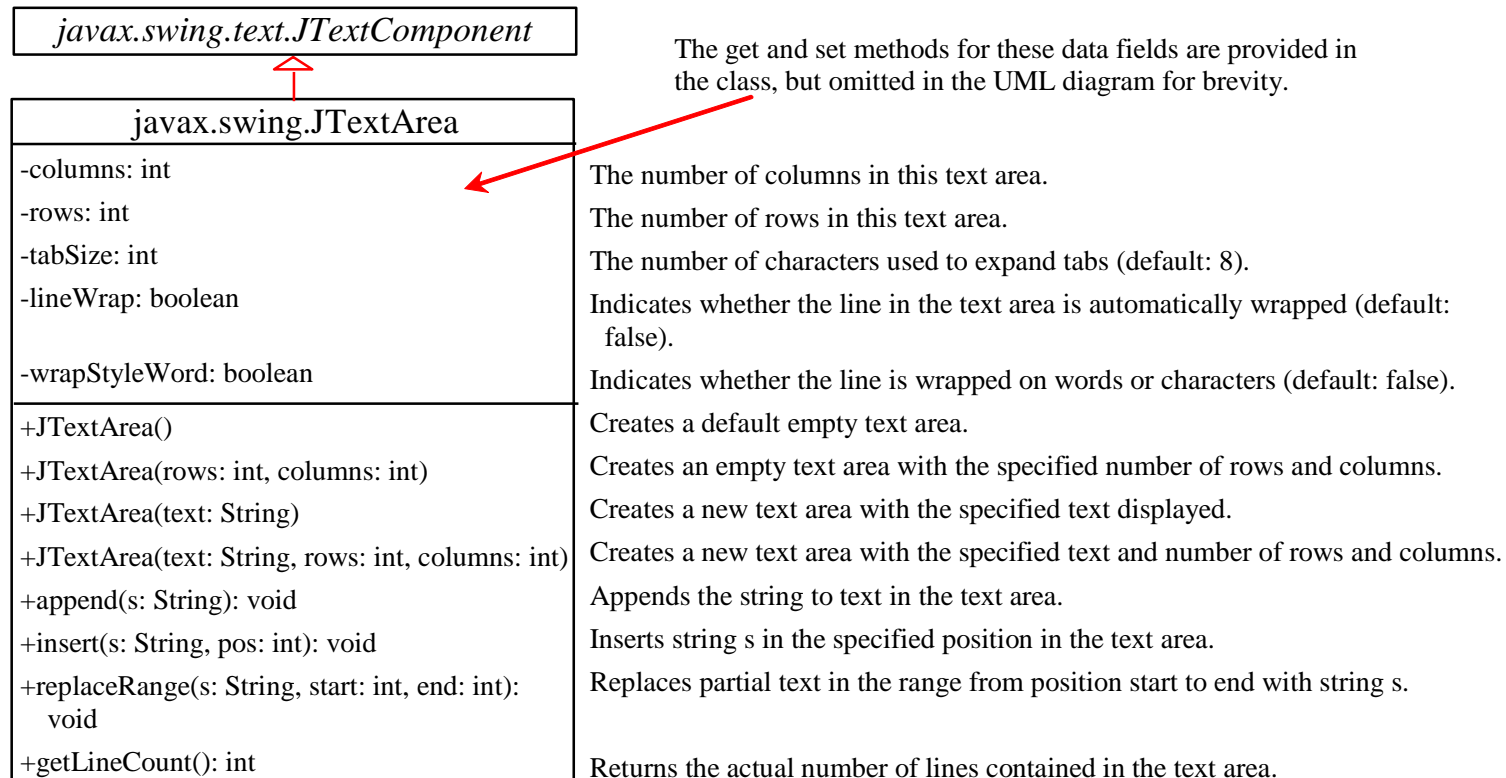 javax.swing.text.JTextComponent
The get and set methods for these data fields are provided in
the class, but omitted in the UML diagram for brevity.
javax.swing.JTextArea
-columns: int
The number of columns in this text area.
-rows: int
The number of rows in this text area.
-tabSize: int
The number of characters used to expand tabs (default: 8).
-lineWrap: boolean
Indicates whether the line in the text area is automatically wrapped (default:
false).
-wrapStyleWord: boolean
Indicates whether the line is wrapped on words or characters (default: false).
+JTextArea()
Creates a default empty text area.
+JTextArea(rows: int, columns: int)
Creates an empty text area with the specified number of rows and columns.
+JTextArea(text: String)
Creates a new text area with the specified text displayed.
+JTextArea(text: String, rows: int, columns: int)
Creates a new text area with the specified text and number of rows and columns.
+append(s: String): void
Appends the string to text in the text area.
+insert(s: String, pos: int): void
Inserts string s in the specified position in the text area.
+replaceRange(s: String, start: int, end: int):
void
Replaces partial text in the range from position start to end with string s.
+getLineCount(): int
Returns the actual number of lines contained in the text area.